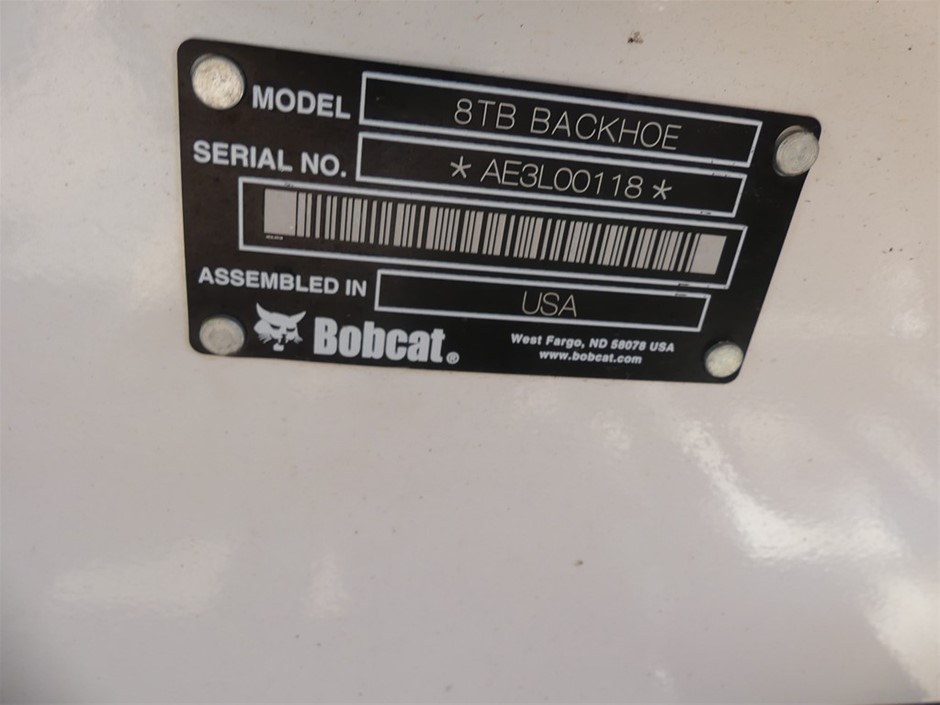 MODEL 8TB BACKHOE
SERIAL NO. * AE3L00118 *
ASSEMBLED IN USA
Bobcat®
West Fargo, ND 58078 USA
www.bobcat.com